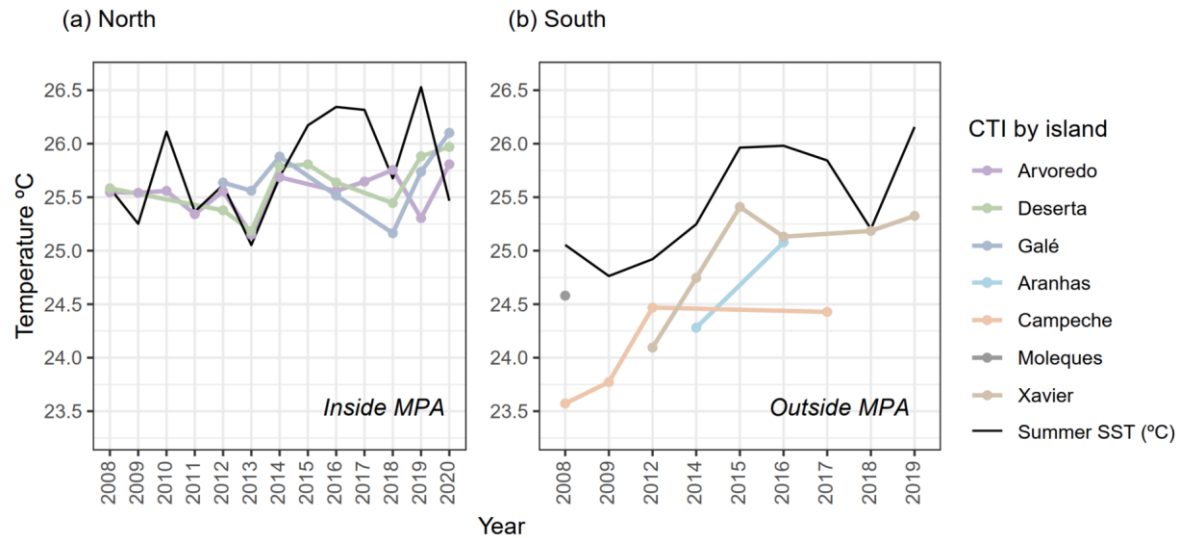 (a) North
(b) South
Temperature ºC
26.5
26.0
25.5
25.0
24.5
24.0
23.5
Inside MPA
2008
2009
2010
2011
2012
2013
2014
2015
2016
2017
2018
2019
2020
26.5
26.0
25.5
25.0
24.5
24.0
23.5
Outside MPA
2008
2009
2012
2014
2015
2016
2017
2018
2019
Year
CTI by island
Arvoredo
Deserta
Galé
Aranhas
Campeche
Moleques
Xavier
Summer SST (ºC)